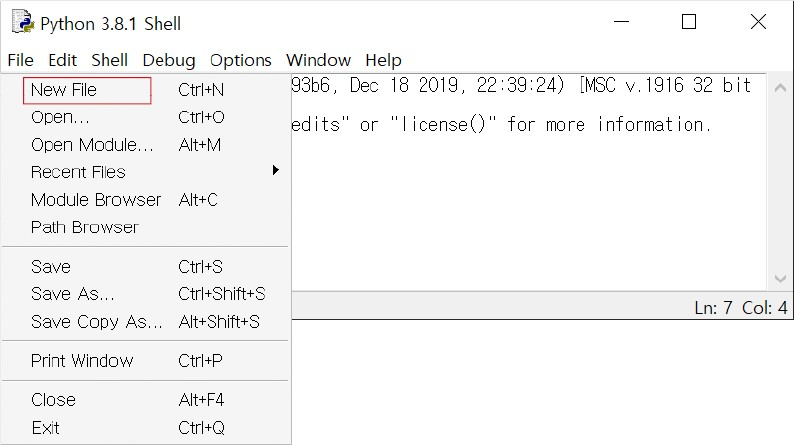 Python 3.8.1 Shell
File Edit Shell Debug Options Window Help
New File Ctrl+N
93b6, Dec 18 2019, 22:39:24) [MSC v.1916 32 bit
Open... Ctrl+O
edits" or "license()" for more information.
Open Module... Alt+M
Recent Files
Module Browser Alt+C
Path Browser
Save Ctrl+S
Save As... Ctrl+Shift+S
Save Copy As... Alt+Shift+S
Ln: 7 Col: 4
Print Window Ctrl+P
Close Alt+F4
Exit Ctrl+Q